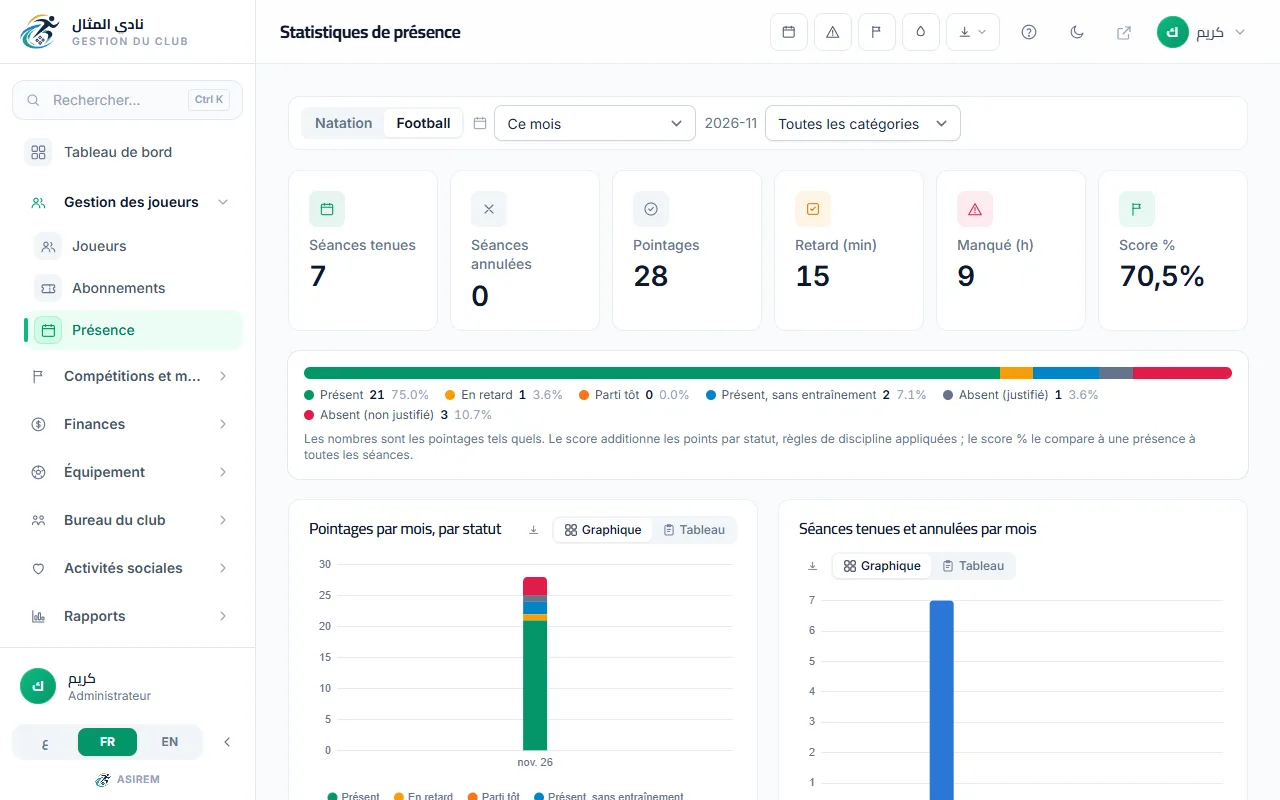 نادي المثال
GESTION DU CLUB
Rechercher...
Ctrl K
Tableau de bord
Gestion des joueurs
Joueurs
Abonnements
Présence
Compétitions et m...
Finances
Équipement
Bureau du club
Activités sociales
Rapports
ك
كريم
Administrateur
ع FR EN
ASIREM
Statistiques de présence
ك كريم
Natation Football Ce mois 2026-11 Toutes les catégories
Séances tenues
7
Séances
annulées
0
Pointages
28
Retard (min)
15
Manqué (h)
9
Score %
70,5%
Présent 21 75.0% En retard 1 3.6% Parti tôt 0 0.0% Présent, sans entraînement 2 7.1% Absent (justifié) 1 3.6%
Absent (non justifié) 3 10.7%
Les nombres sont les pointages tels quels. Le score additionne les points par statut, règles de discipline appliquées ; le score % le compare à une présence à
toutes les séances.
Pointages par mois, par statut
Graphique Tableau
30
25
20
15
10
5
0
nov. 26
Présent En retard Parti tôt Présent, sans entraînement
Séances tenues et annulées par mois
Graphique Tableau
7
6
5
4
3
2
1